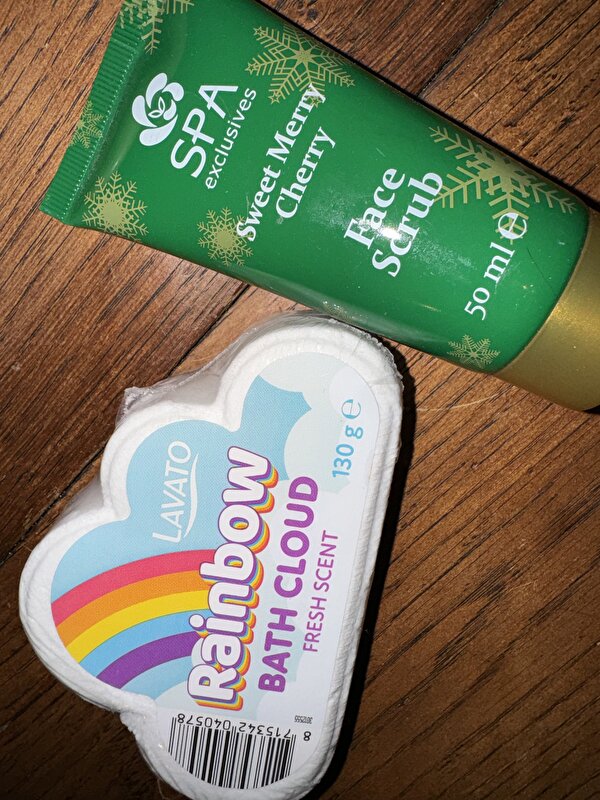 SPA
exclusives
Sweet Merry
Cherry
Face
Scrub
50 ml e
LAVATO
Rainbow
BATH CLOUD
FRESH SCENT
130 g e
8 715342 040578